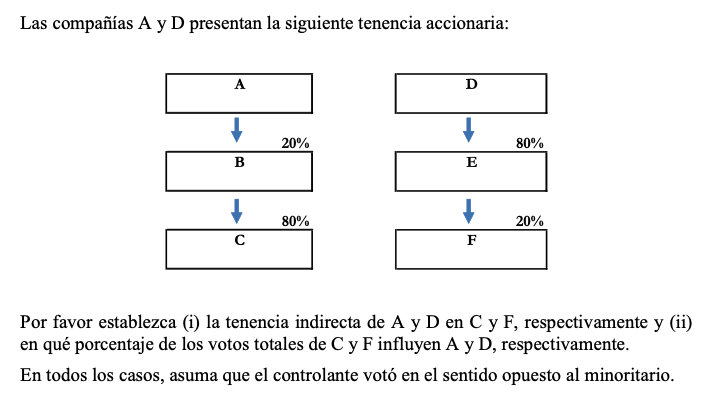 Las compañías A y D presentan la siguiente tenencia accionaria:
A
D
20%
80%
B
E
80%
20%
C
F
Por favor establezca (i) la tenencia indirecta de A y D en C y F, respectivamente y (ii)
en qué porcentaje de los votos totales de C y F influyen A y D, respectivamente.
En todos los casos, asuma que el controlante votó en el sentido opuesto al minoritario.